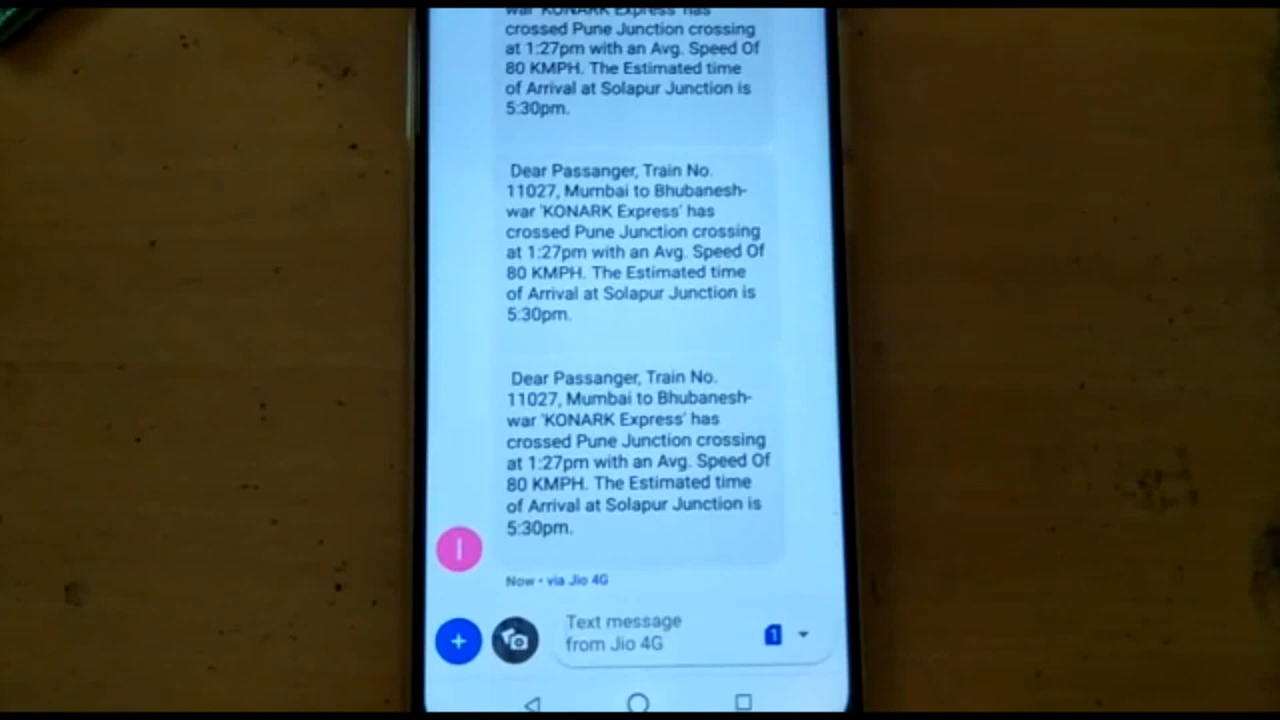 war 'KONARK Express' has
crossed Pune Junction crossing
at 1:27pm with an Avg. Speed Of
80 KMPH. The Estimated time
of Arrival at Solapur Junction is
5:30pm.
Dear Passanger, Train No.
11027, Mumbai to Bhubanesh-
war 'KONARK Express' has
crossed Pune Junction crossing
at 1:27pm with an Avg. Speed Of
80 KMPH. The Estimated time
of Arrival at Solapur Junction is
5:30pm.
Dear Passanger, Train No.
11027, Mumbai to Bhubanesh-
war 'KONARK Express' has
crossed Pune Junction crossing
at 1:27pm with an Avg. Speed Of
80 KMPH. The Estimated time
of Arrival at Solapur Junction is
5:30pm.
I
Now • via Jio 4G
Text message
from Jio 4G
1